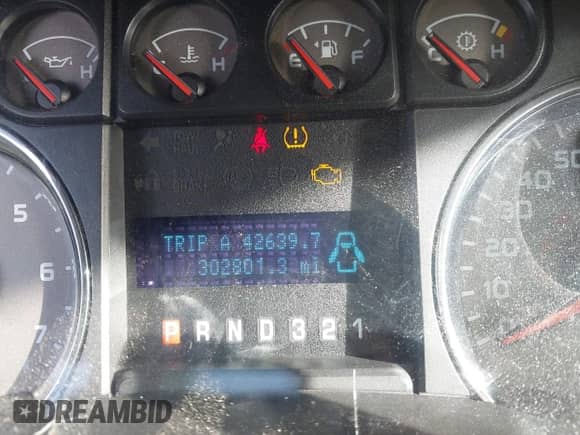 H
C H
E F
C H
TRIP A 42639.7
302801.3 mi
P R N D 3 2 1
5
6
7
50
40
30
20
10
DREAMBID